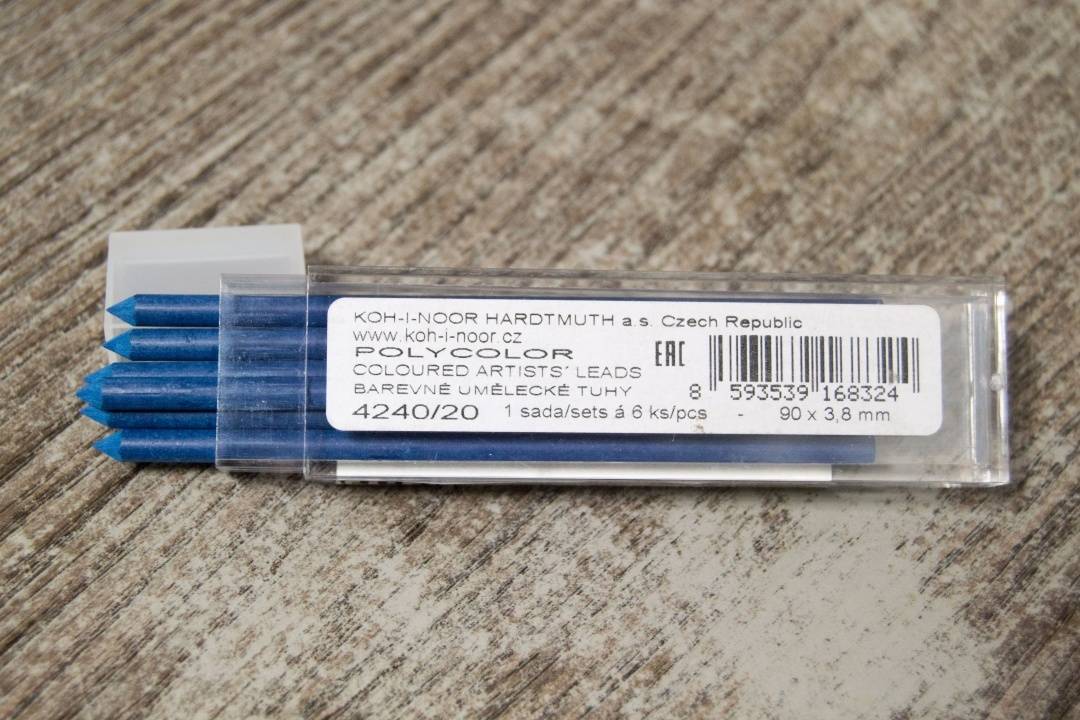 KOH-I-NOOR HARDTMUTH a.s. Czech Republic
www.koh-i-noor.cz
POLYCOLOR
EAC
COLOURED ARTISTS´ LEADS
BAREVNÉ UMĚLECKÉ TUHY
8 593539 168324
4240/20 1 sada/sets á 6 ks/pcs - 90 x 3,8 mm